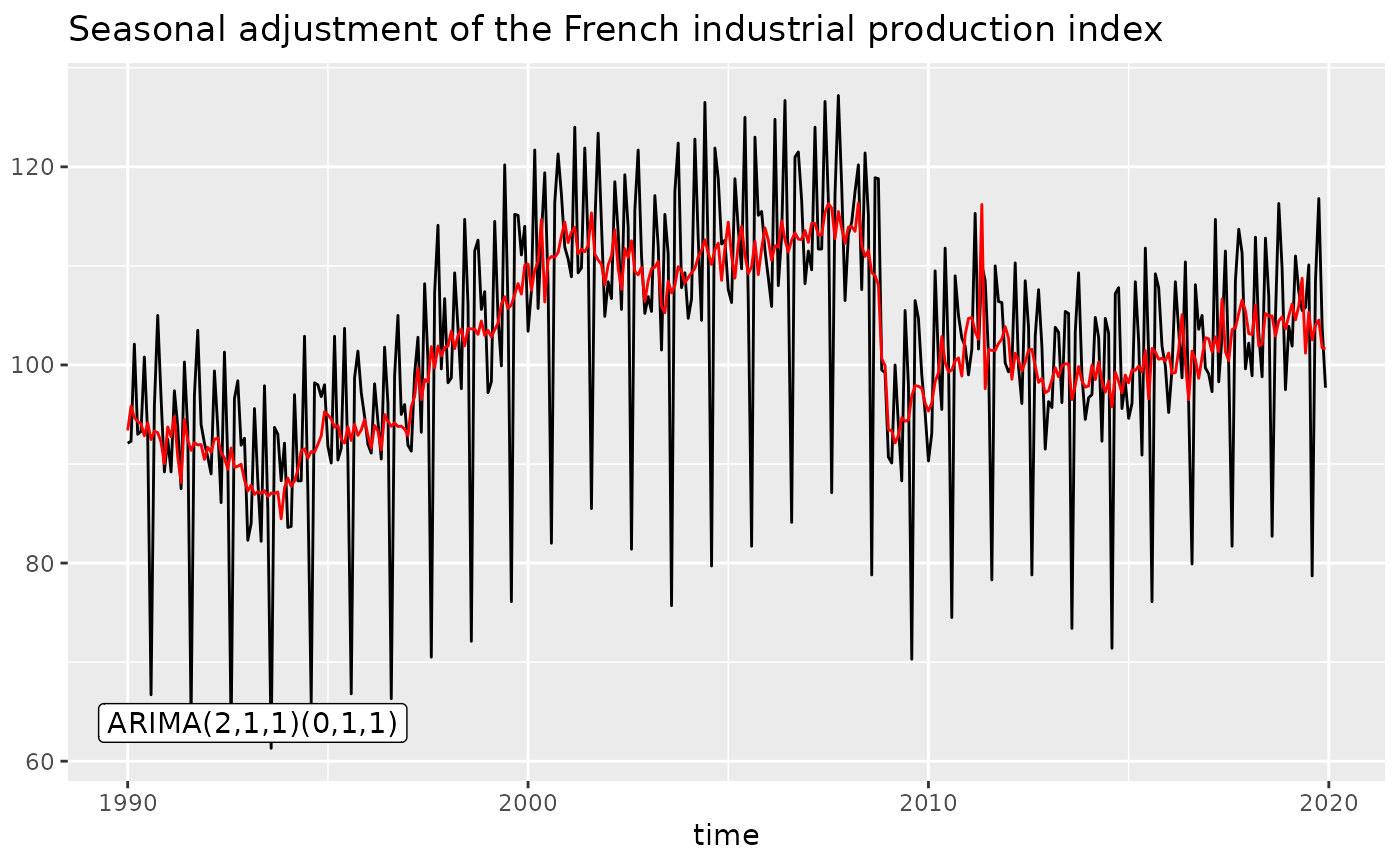 Seasonal adjustment of the French industrial production index
120
100
80
60
ARIMA(2,1,1)(0,1,1)
1990
2000
2010
2020
time